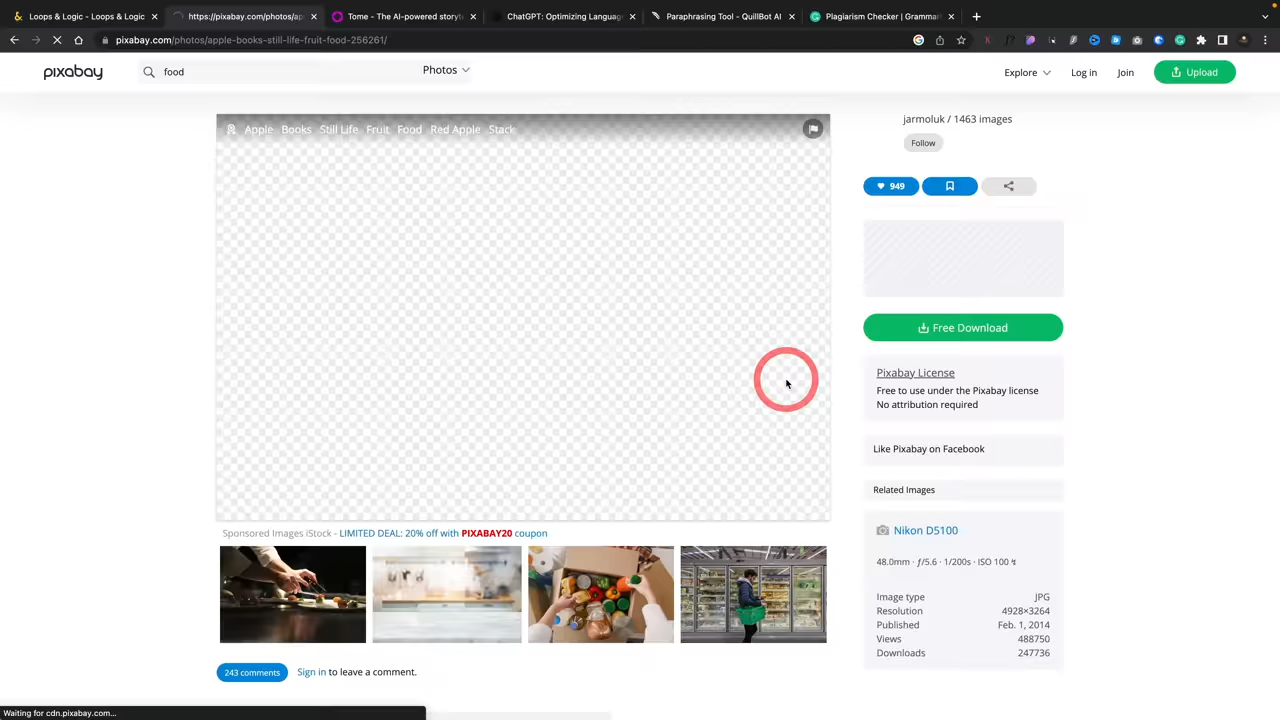 Loops & Logic - Loops & Logic
https://pixabay.com/photos/ap
Tome - The AI-powered storyt
ChatGPT: Optimizing Languag
Paraphrasing Tool - QuillBot AI
Plagiarism Checker | Grammar
pixabay.com/photos/apple-books-still-life-fruit-food-256261/
pixabay
food
Photos
Explore
Log in
Join
Upload
Apple Books Still Life Fruit Food Red Apple Stack
jarmoluk / 1463 images
Follow
949
Free Download
Pixabay License
Free to use under the Pixabay license
No attribution required
Like Pixabay on Facebook
Related Images
Nikon D5100
48.0mm · ƒ/5.6 · 1/200s · ISO 100
Image type JPG
Resolution 4928×3264
Published Feb. 1, 2014
Views 488750
Downloads 247736
Sponsored Images iStock - LIMITED DEAL: 20% off with PIXABAY20 coupon
243 comments
Sign in to leave a comment.
Waiting for cdn.pixabay.com...